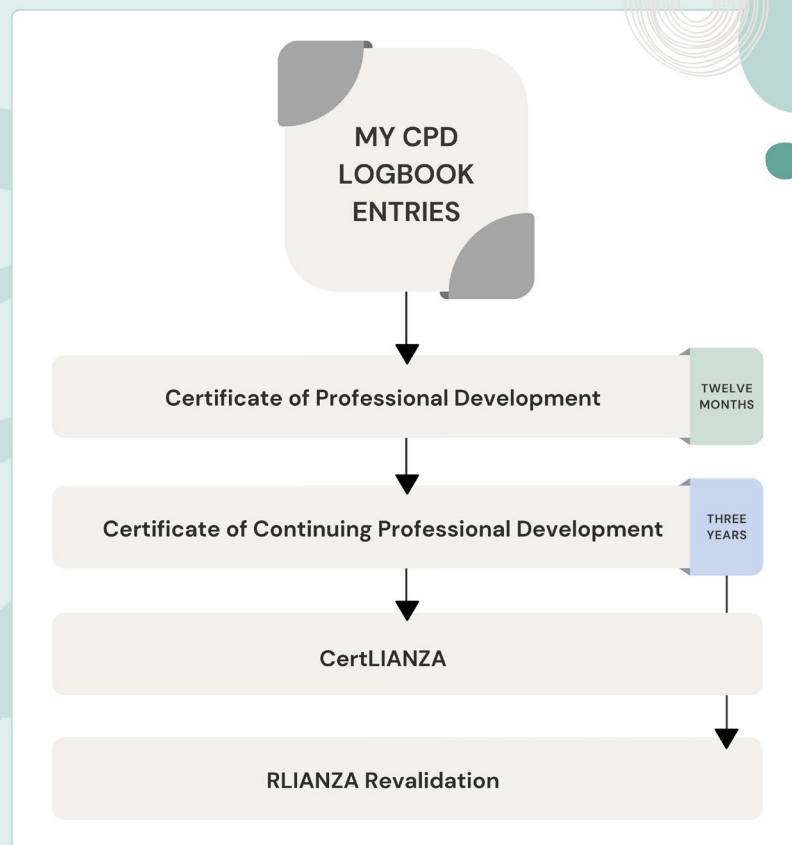 MY CPD
LOGBOOK
ENTRIES
Certificate of Professional Development
TWELVE
MONTHS
Certificate of Continuing Professional Development
THREE
YEARS
CertLIANZA
RLIANZA Revalidation